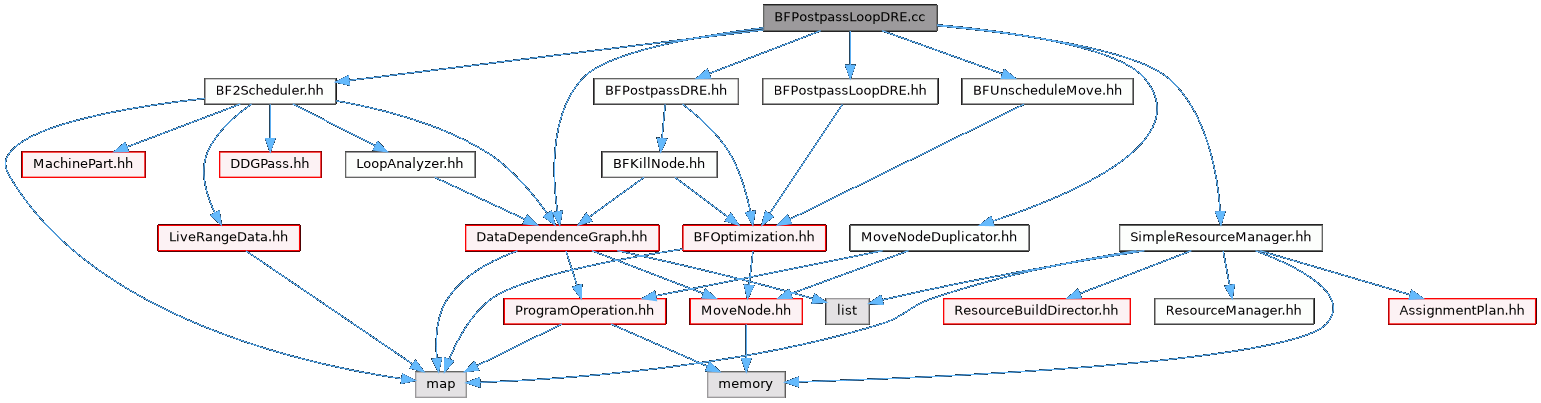 BFPostpassLoopDRE.cc
BF2Scheduler.hh
BFPostpassDRE.hh
BFPostpassLoopDRE.hh
BFUnscheduleMove.hh
MachinePart.hh
DDGPass.hh
LoopAnalyzer.hh
BFKillNode.hh
LiveRangeData.hh
DataDependenceGraph.hh
BFOptimization.hh
MoveNodeDuplicator.hh
SimpleResourceManager.hh
ProgramOperation.hh
MoveNode.hh
list
ResourceBuildDirector.hh
ResourceManager.hh
AssignmentPlan.hh
map
memory